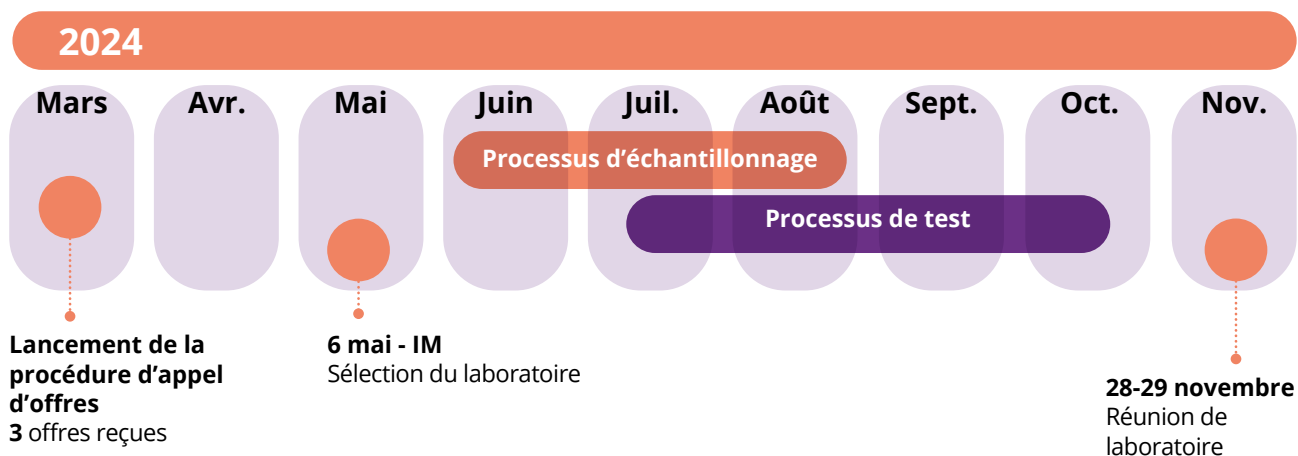 2024
Mars
Avr.
Mai
Juin
Juil.
Août
Sept.
Oct.
Nov.
Processus d’échantillonnage
Processus de test
Lancement de la
procédure d’appel
d’offres
3 offres reçues
6 mai - IM
Sélection du laboratoire
28-29 novembre
Réunion de
laboratoire